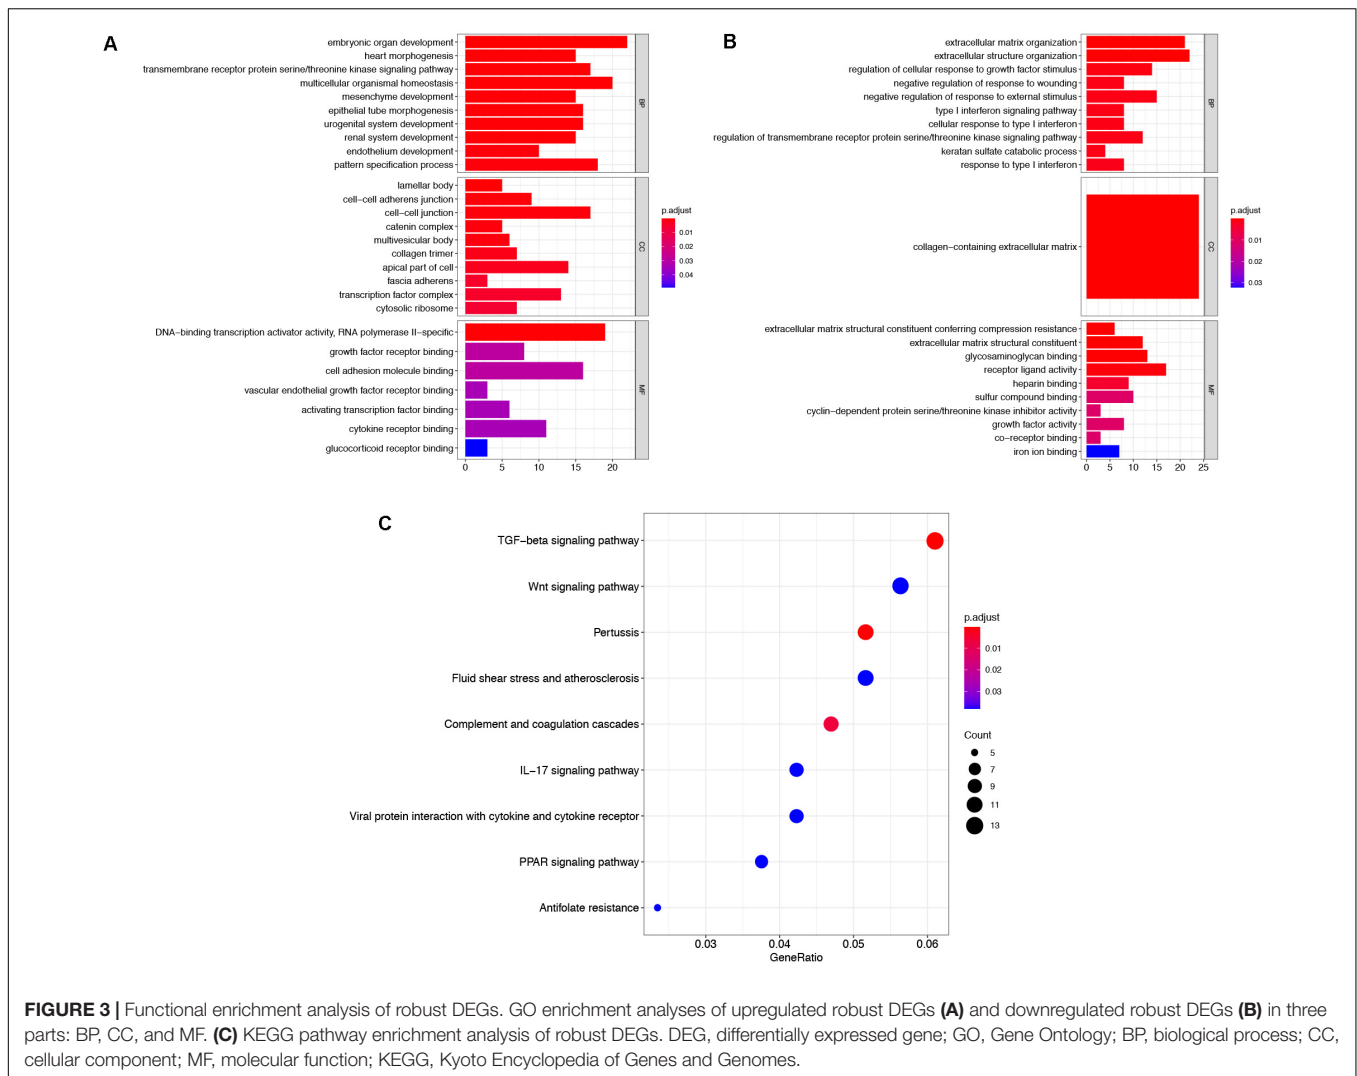 A
embryonic organ development
heart morphogenesis
transmembrane receptor protein serine/threonine kinase signaling pathway
multicellular organismal homeostasis
mesenchyme development
epithelial tube morphogenesis
urogenital system development
renal system development
endothelium development
pattern specification process
BP
lamellar body
cell−cell adherens junction
cell−cell junction
catenin complex
multivesicular body
collagen trimer
apical part of cell
fascia adherens
transcription factor complex
cytosolic ribosome
CC
DNA−binding transcription activator activity, RNA polymerase II−specific
growth factor receptor binding
cell adhesion molecule binding
vascular endothelial growth factor receptor binding
activating transcription factor binding
cytokine receptor binding
glucocorticoid receptor binding
MF
0 5 10 15 20
p.adjust
0.01
0.02
0.03
0.04
B
extracellular matrix organization
extracellular structure organization
regulation of cellular response to growth factor stimulus
negative regulation of response to wounding
negative regulation of response to external stimulus
type I interferon signaling pathway
cellular response to type I interferon
regulation of transmembrane receptor protein serine/threonine kinase signaling pathway
keratan sulfate catabolic process
response to type I interferon
BP
collagen−containing extracellular matrix
CC
extracellular matrix structural constituent conferring compression resistance
extracellular matrix structural constituent
glycosaminoglycan binding
receptor ligand activity
heparin binding
sulfur compound binding
cyclin−dependent protein serine/threonine kinase inhibitor activity
growth factor activity
co−receptor binding
iron ion binding
MF
0 5 10 15 20 25
p.adjust
0.01
0.02
0.03
C
TGF−beta signaling pathway
Wnt signaling pathway
Pertussis
Fluid shear stress and atherosclerosis
Complement and coagulation cascades
IL−17 signaling pathway
Viral protein interaction with cytokine and cytokine receptor
PPAR signaling pathway
Antifolate resistance
0.03 0.04 0.05 0.06
GeneRatio
p.adjust
0.01
0.02
0.03
Count
5
7
9
11
13
FIGURE 3 | Functional enrichment analysis of robust DEGs. GO enrichment analyses of upregulated robust DEGs (A) and downregulated robust DEGs (B) in three
parts: BP, CC, and MF. (C) KEGG pathway enrichment analysis of robust DEGs. DEG, differentially expressed gene; GO, Gene Ontology; BP, biological process; CC,
cellular component; MF, molecular function; KEGG, Kyoto Encyclopedia of Genes and Genomes.